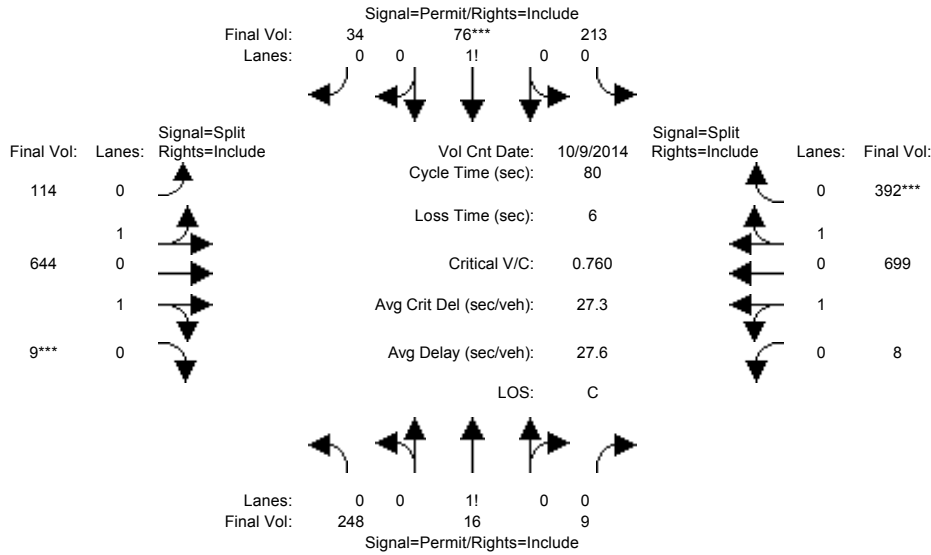 Signal=Permit/Rights=Include
Final Vol: 34 76*** 213
Lanes: 0 0 1! 0 0
Signal=Split Signal=Split
Final Vol: Lanes: Rights=Include Vol Cnt Date: 10/9/2014 Rights=Include Lanes: Final Vol:
Cycle Time (sec): 80
114 0 0 392***
Loss Time (sec): 6
1 1
644 0 Critical V/C: 0.760 0 699
1 Avg Crit Del (sec/veh): 27.3 1
9*** 0 Avg Delay (sec/veh): 27.6 0 8
LOS: C
Lanes: 0 0 1! 0 0
Final Vol: 248 16 9
Signal=Permit/Rights=Include